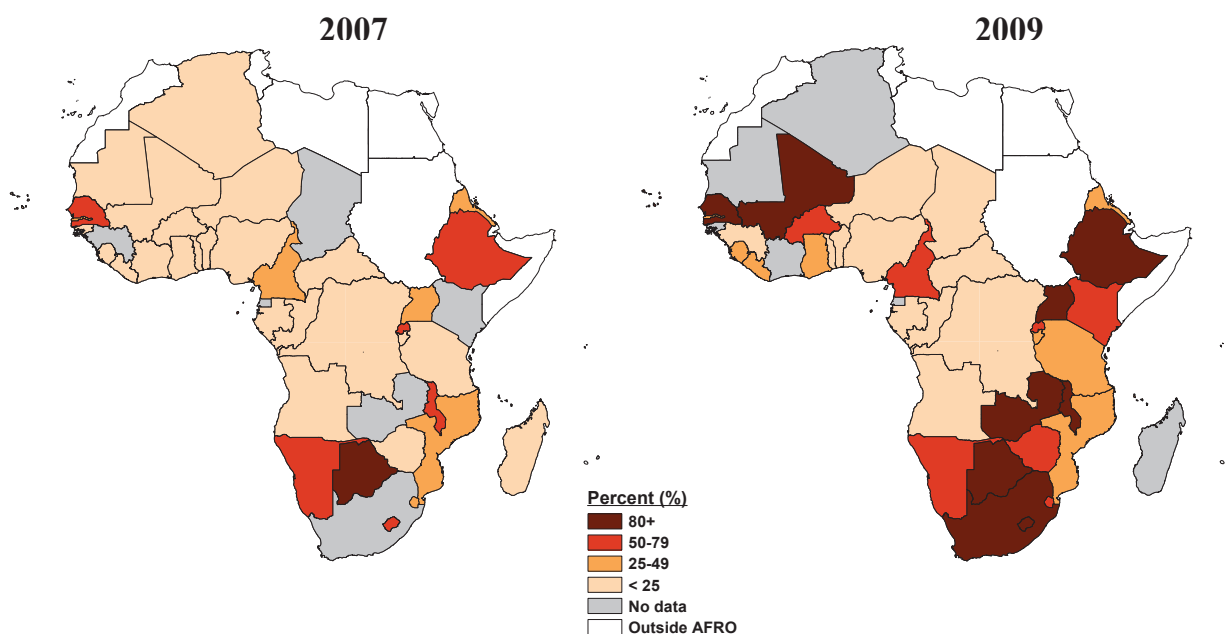 2007
2009
Percent (%)
80+
50-79
25-49
< 25
No data
Outside AFRO